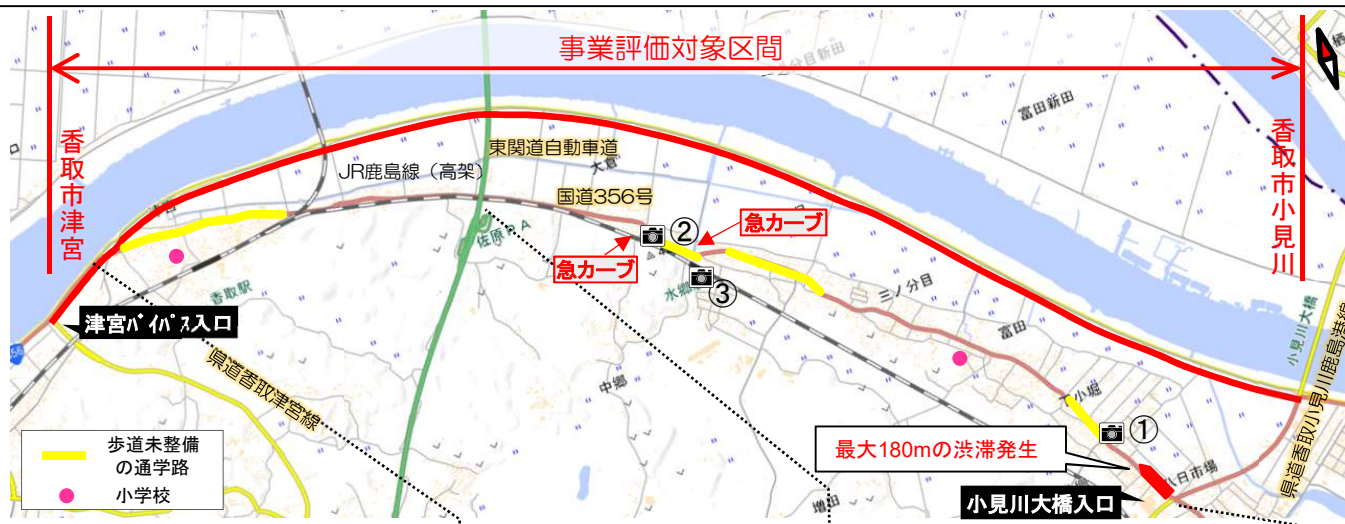 事業評価対象区間
香取市津宮
香取市小見川
富田新田
東関道自動車道
JR鹿島線（高架）
大倉
国道356号
急カーブ
②
急カーブ
③
佐原PA
香取駅
津宮バイパス入口
三ノ分目
富田
小見川大橋
中郷
県道香取津宮線
小堀
①
県道香取小見川鹿島港線
最大180mの渋滞発生
八日市場
小見川大橋入口
増田
歩道未整備
の通学路
小学校